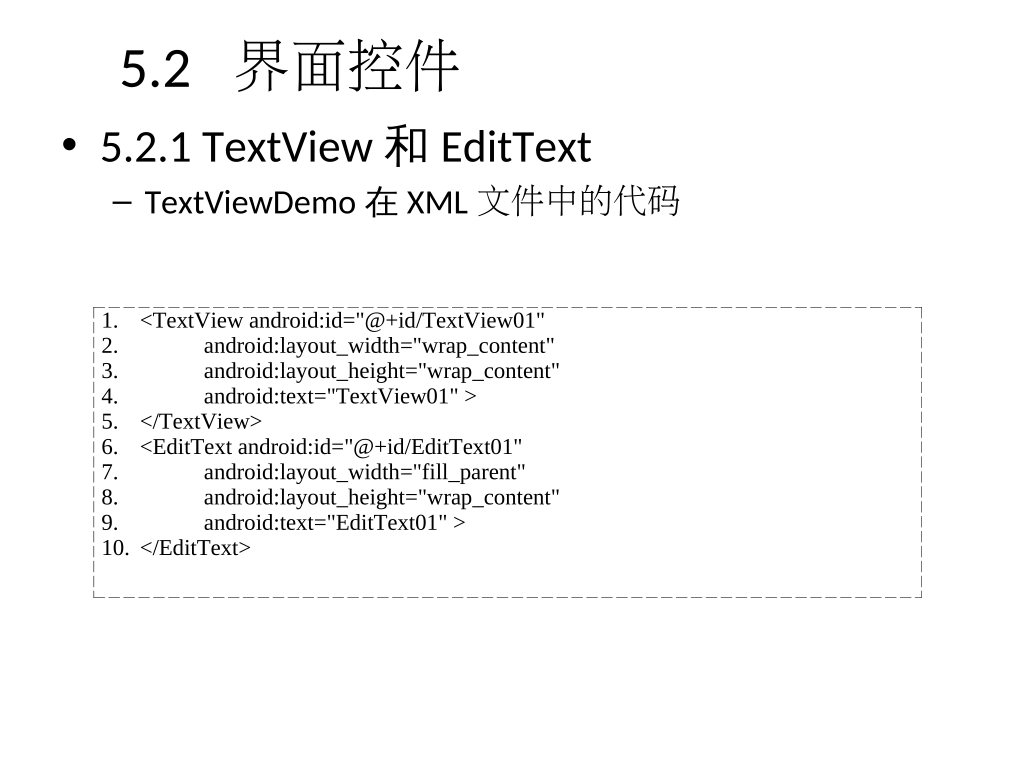 5.2 界面控件
• 5.2.1 TextView 和 EditText
– TextViewDemo 在 XML 文件中的代码
1. <TextView android:id="@+id/TextView01"
2. android:layout_width="wrap_content"
3. android:layout_height="wrap_content"
4. android:text="TextView01" >
5. </TextView>
6. <EditText android:id="@+id/EditText01"
7. android:layout_width="fill_parent"
8. android:layout_height="wrap_content"
9. android:text="EditText01" >
10. </EditText>